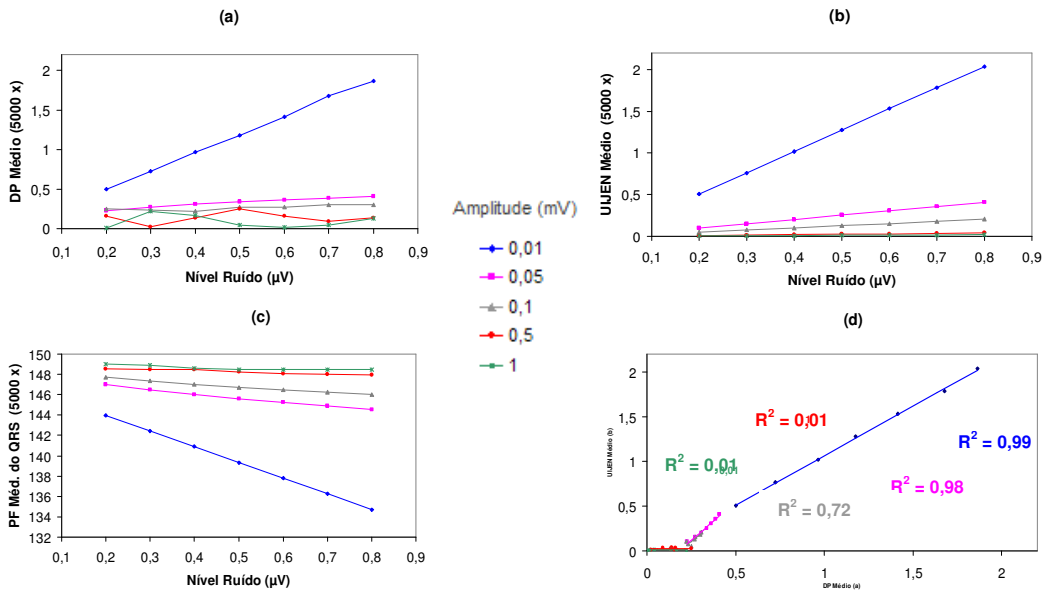 (a)
DP Médio (5000 x)
2
1,5
1
0,5
0
0,1 0,2 0,3 0,4 0,5 0,6 0,7 0,8 0,9
Nível Ruído (µV)
(b)
UIJEN Médio (5000 x)
2
1,5
1
0,5
0
0,1 0,2 0,3 0,4 0,5 0,6 0,7 0,8 0,9
Nível Ruído (µV)
Amplitude (mV)
0,01
0,05
0,1
0,5
1
(c)
PF Méd. do QRS (5000 x)
150
148
146
144
142
140
138
136
134
132
0,1 0,2 0,3 0,4 0,5 0,6 0,7 0,8 0,9
Nível Ruído (µV)
(d)
UIJEN Médio (b)
2
1,5
1
0,5
0
R² = 0,01
R² = 0,99
R² = 0,01
R² = 0,98
R² = 0,72
0 0,5 1 1,5 2
DP Médio (a)